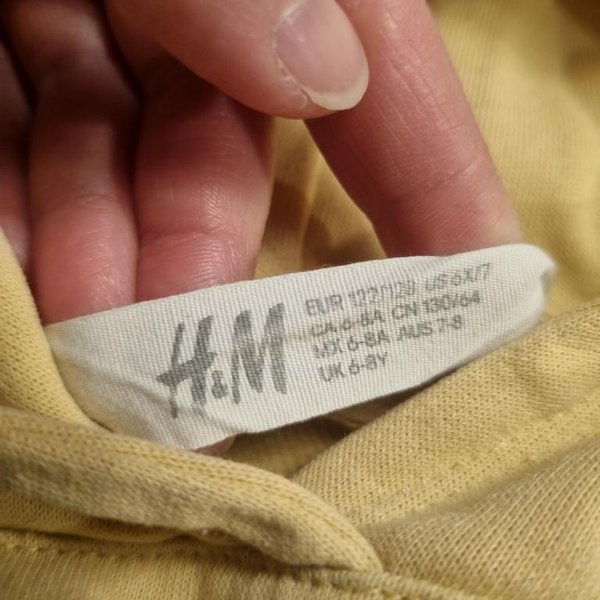 H&M
EUR 122/128 US 6X/7
CA 6-8A CN 130/64
MX 6-8A AUS 7-8
UK 6-8Y